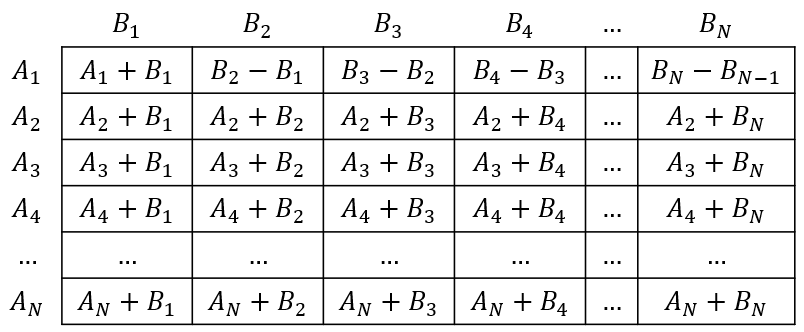 B₁ B₂ B₃ B₄ ... B_N
A₁ A₁ + B₁ B₂ − B₁ B₃ − B₂ B₄ − B₃ ... B_N − B_{N−1}
A₂ A₂ + B₁ A₂ + B₂ A₂ + B₃ A₂ + B₄ ... A₂ + B_N
A₃ A₃ + B₁ A₃ + B₂ A₃ + B₃ A₃ + B₄ ... A₃ + B_N
A₄ A₄ + B₁ A₄ + B₂ A₄ + B₃ A₄ + B₄ ... A₄ + B_N
... ... ... ... ... ... ...
A_N A_N + B₁ A_N + B₂ A_N + B₃ A_N + B₄ ... A_N + B_N